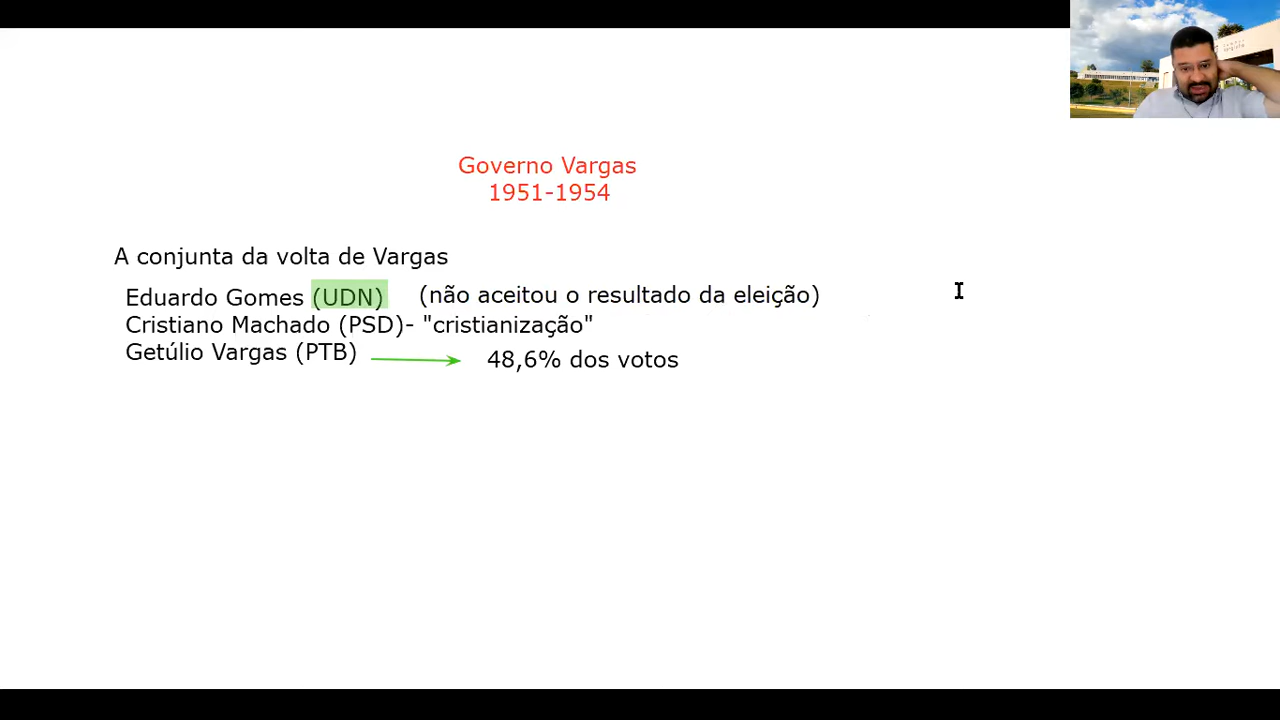 Governo Vargas
1951-1954
A conjunta da volta de Vargas
Eduardo Gomes (UDN) (não aceitou o resultado da eleição)
Cristiano Machado (PSD)- "cristianização"
Getúlio Vargas (PTB) 48,6% dos votos